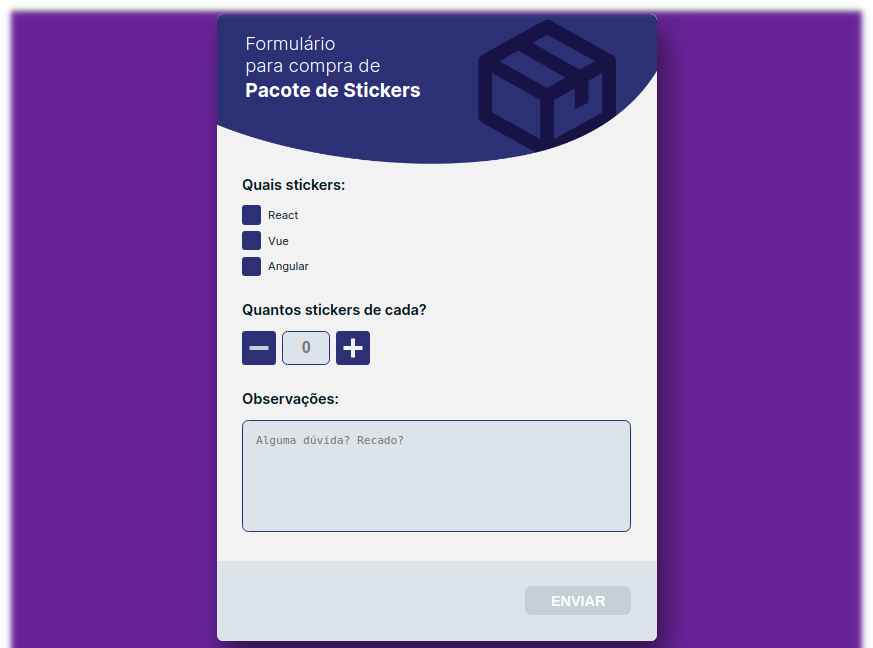 Formulário
para compra de
Pacote de Stickers
Quais stickers:
React
Vue
Angular
Quantos stickers de cada?
0
Observações:
Alguma dúvida? Recado?
ENVIAR